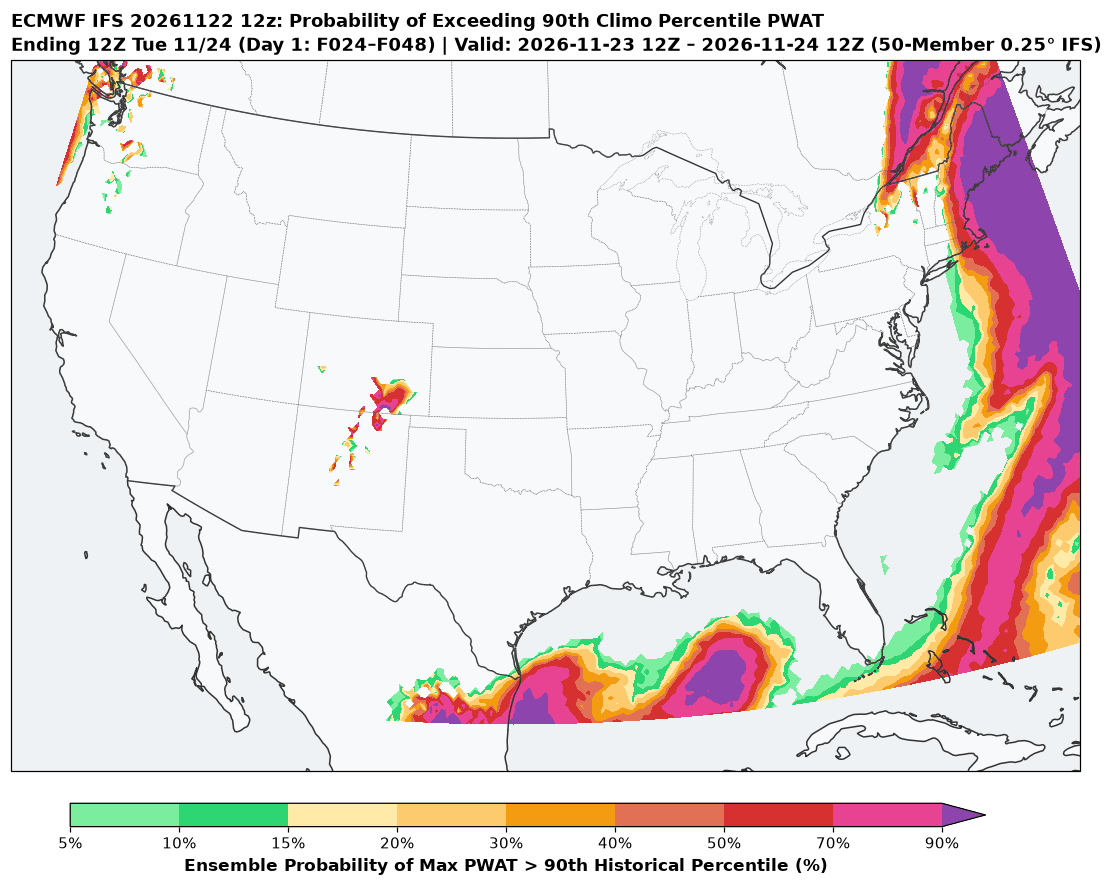 ECMWF IFS 20261122 12z: Probability of Exceeding 90th Climo Percentile PWAT
Ending 12Z Tue 11/24 (Day 1: F024–F048) | Valid: 2026-11-23 12Z – 2026-11-24 12Z (50-Member 0.25° IFS)
5% 10% 15% 20% 30% 40% 50% 70% 90%
Ensemble Probability of Max PWAT > 90th Historical Percentile (%)